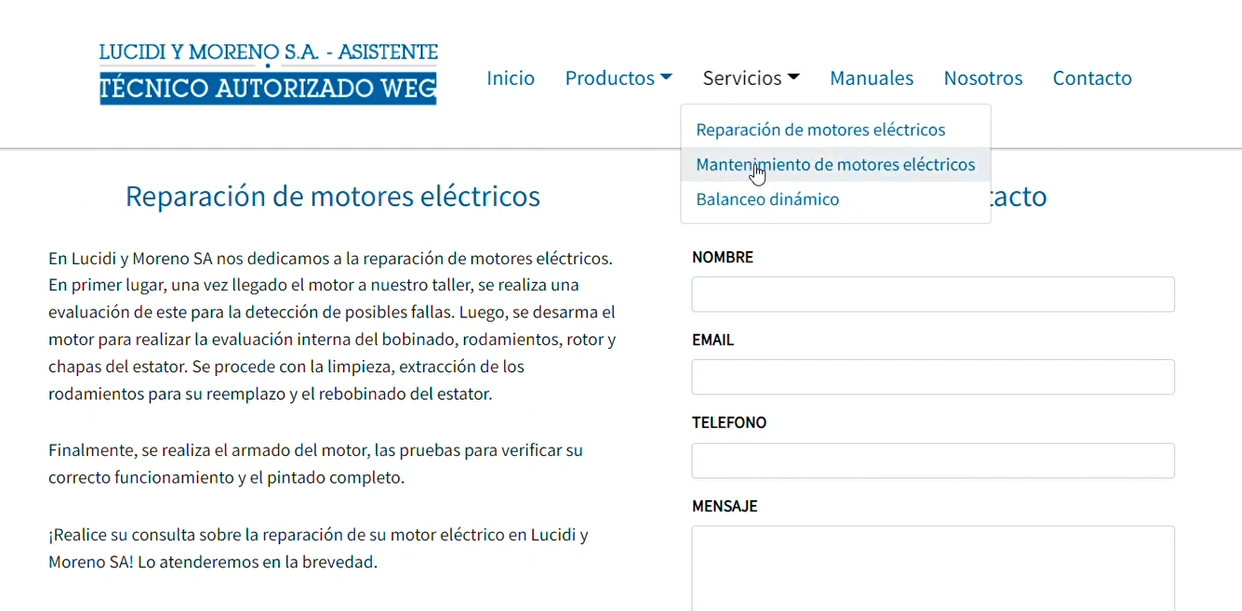 LUCIDI Y MORENO S.A. - ASISTENTE
TÉCNICO AUTORIZADO WEG
Inicio
Productos
Servicios
Manuales
Nosotros
Contacto
Reparación de motores eléctricos
Mantenimiento de motores eléctricos
Balanceo dinámico
Reparación de motores eléctricos
En Lucidi y Moreno SA nos dedicamos a la reparación de motores eléctricos.
En primer lugar, una vez llegado el motor a nuestro taller, se realiza una
evaluación de este para la detección de posibles fallas. Luego, se desarma el
motor para realizar la evaluación interna del bobinado, rodamientos, rotor y
chapas del estator. Se procede con la limpieza, extracción de los
rodamientos para su reemplazo y el rebobinado del estator.
Finalmente, se realiza el armado del motor, las pruebas para verificar su
correcto funcionamiento y el pintado completo.
¡Realice su consulta sobre la reparación de su motor eléctrico en Lucidi y
Moreno SA! Lo atenderemos en la brevedad.
tacto
NOMBRE
EMAIL
TELEFONO
MENSAJE